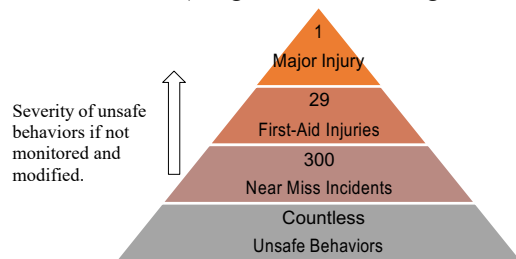 1
Major Injury
29
First-Aid Injuries
300
Near Miss Incidents
Countless
Unsafe Behaviors
Severity of unsafe
behaviors if not
monitored and
modified.